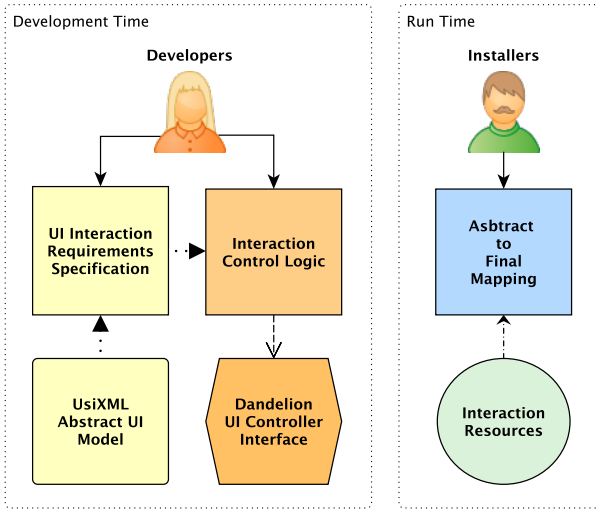 Development Time
Developers
UI Interaction
Requirements
Specification
Interaction
Control Logic
UsiXML
Abstract UI
Model
Dandelion
UI Controller
Interface
Run Time
Installers
Asbtract
to
Final
Mapping
Interaction
Resources